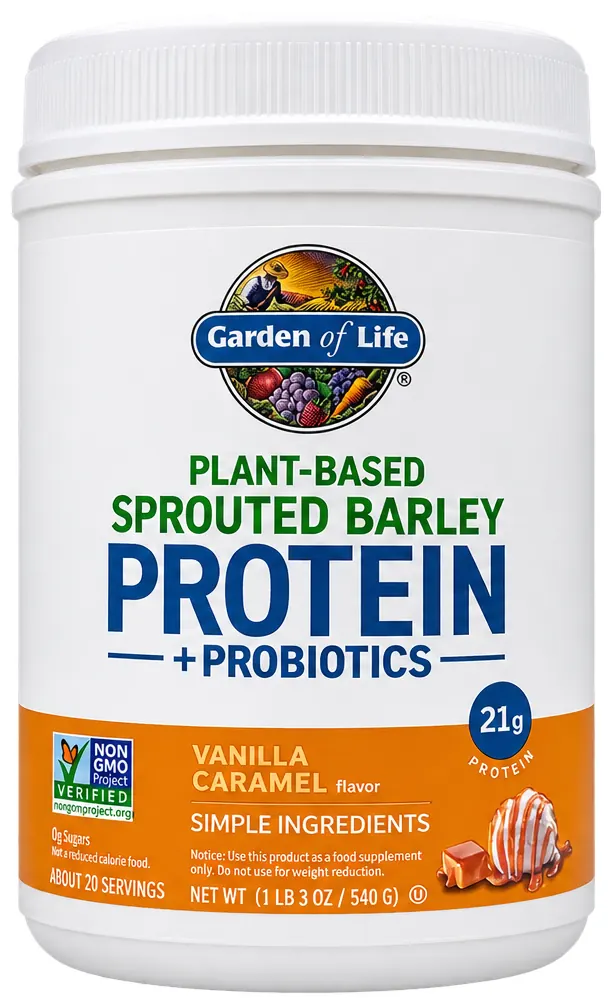 Garden of Life
®
PLANT-BASED
SPROUTED BARLEY
PROTEIN
+PROBIOTICS
21g
PROTEIN
NON
GMO
Project
VERIFIED
nongmoproject.org
VANILLA
CARAMEL flavor
SIMPLE INGREDIENTS
0g Sugars
Not a reduced calorie food.
ABOUT 20 SERVINGS
Notice: Use this product as a food supplement
only. Do not use for weight reduction.
NET WT (1 LB 3 OZ / 540 G) U